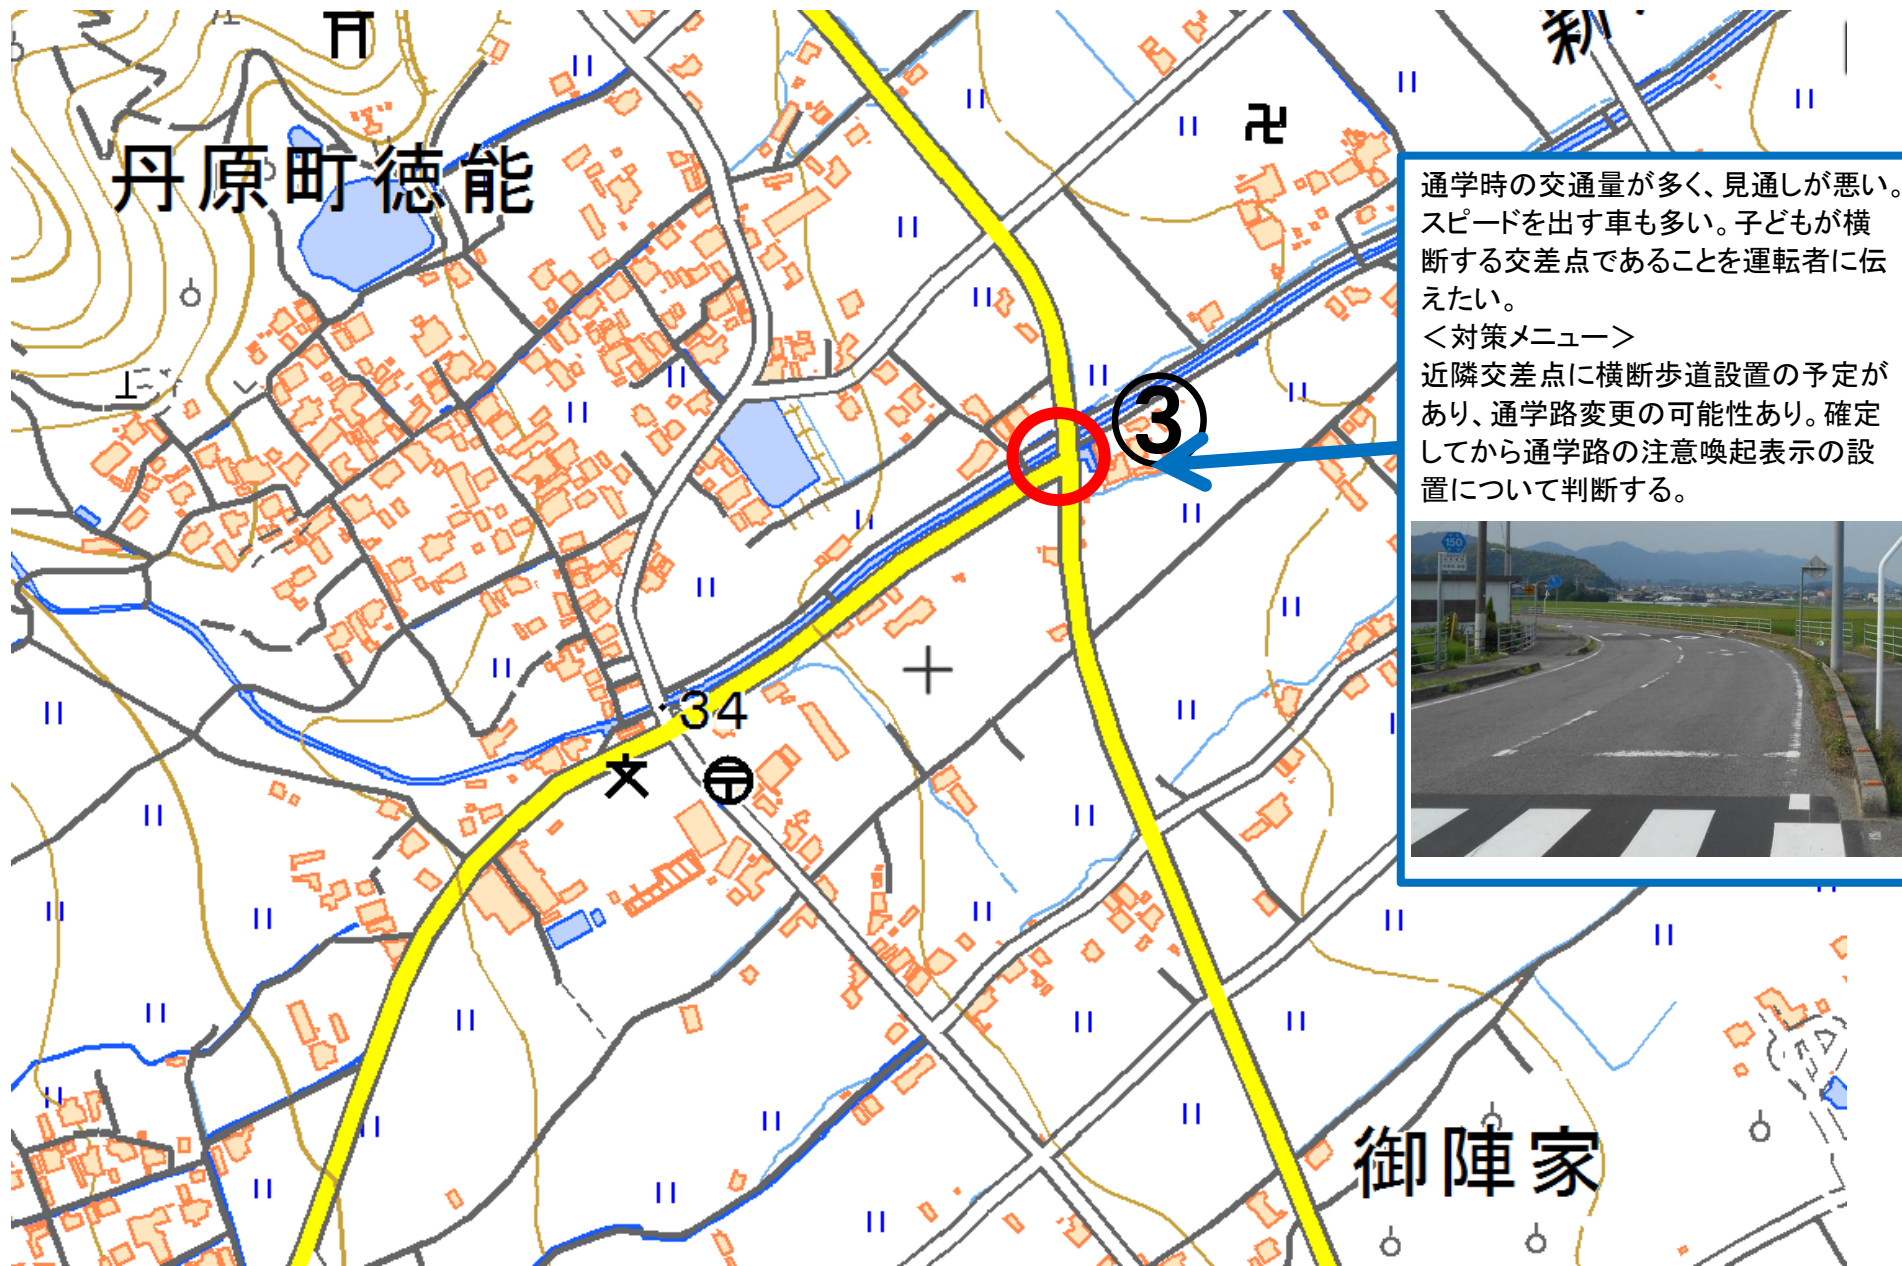 新
丹原町徳能
通学時の交通量が多く、見通しが悪い。
スピードを出す車も多い。子どもが横
断する交差点であることを運転者に伝
えたい。
＜対策メニュー＞
近隣交差点に横断歩道設置の予定が
あり、通学路変更の可能性あり。確定
してから通学路の注意喚起表示の設
置について判断する。
③
150
34
御陣家